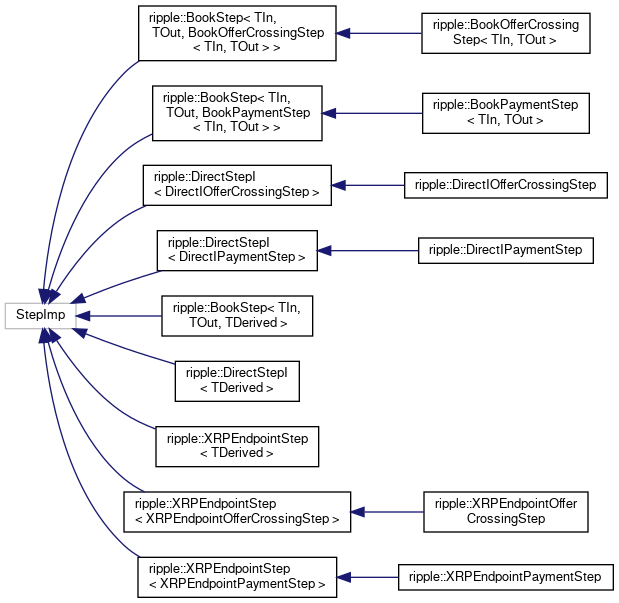 ripple::BookStep< TIn,
TOut, BookOfferCrossingStep
< TIn, TOut > >
ripple::BookOfferCrossing
Step< TIn, TOut >
ripple::BookStep< TIn,
TOut, BookPaymentStep
< TIn, TOut > >
ripple::BookPaymentStep
< TIn, TOut >
ripple::DirectStepI
< DirectIOfferCrossingStep >
ripple::DirectIOfferCrossingStep
ripple::DirectStepI
< DirectIPaymentStep >
ripple::DirectIPaymentStep
StepImp
ripple::BookStep< TIn,
TOut, TDerived >
ripple::DirectStepI
< TDerived >
ripple::XRPEndpointStep
< TDerived >
ripple::XRPEndpointStep
< XRPEndpointOfferCrossingStep >
ripple::XRPEndpointOffer
CrossingStep
ripple::XRPEndpointStep
< XRPEndpointPaymentStep >
ripple::XRPEndpointPaymentStep